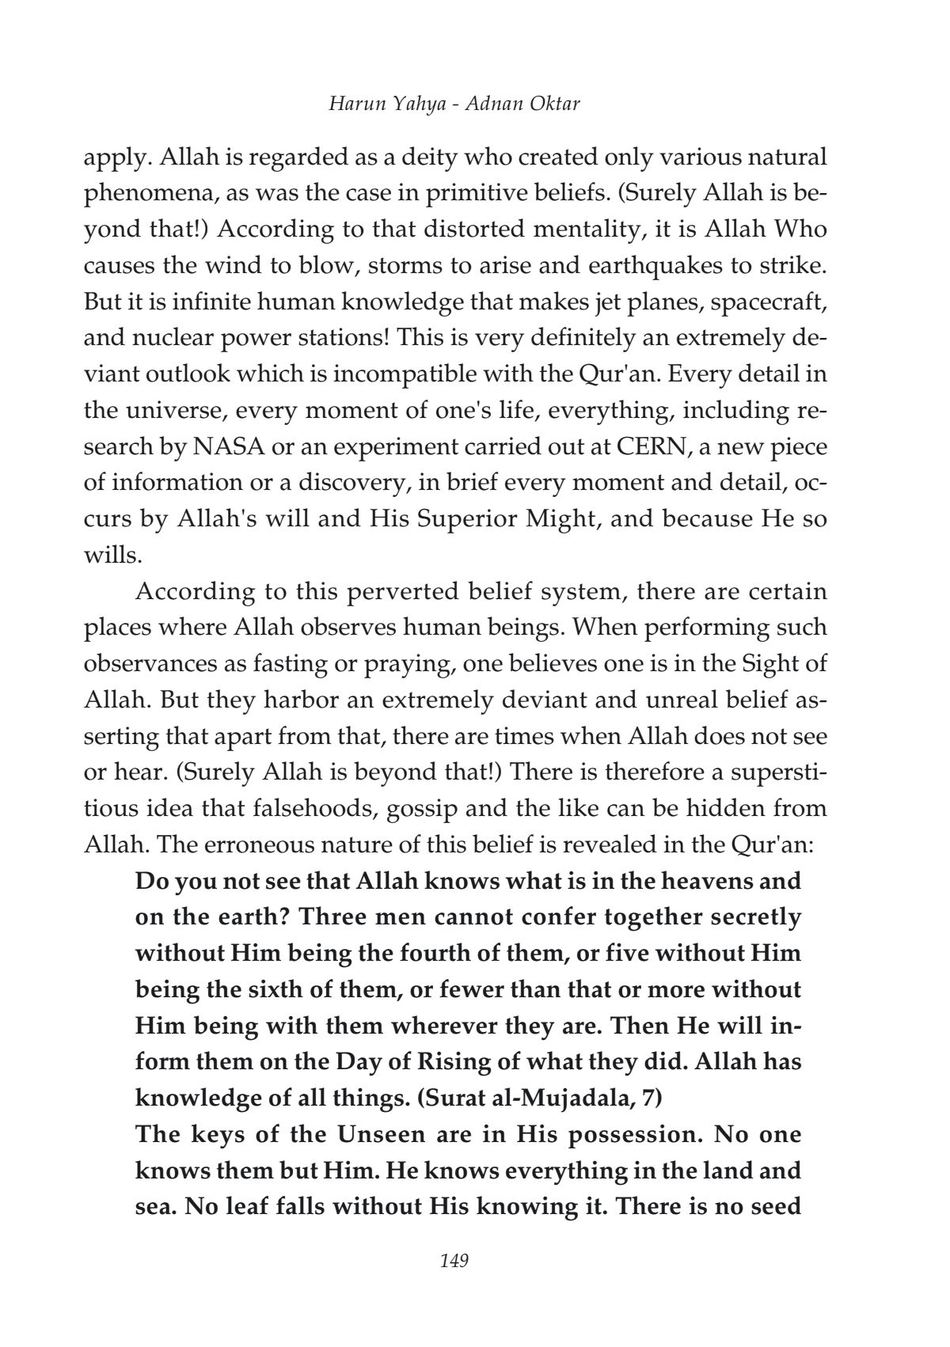 Harun Yahya - Adnan Oktar
apply. Allah is regarded as a deity who created only various natural
phenomena, as was the case in primitive beliefs. (Surely Allah is be-
yond that!) According to that distorted mentality, it is Allah Who
causes the wind to blow, storms to arise and earthquakes to strike.
But it is infinite human knowledge that makes jet planes, spacecraft,
and nuclear power stations! This is very definitely an extremely de-
viant outlook which is incompatible with the Qur'an. Every detail in
the universe, every moment of one's life, everything, including re-
search by NASA or an experiment carried out at CERN, a new piece
of information or a discovery, in brief every moment and detail, oc-
curs by Allah's will and His Superior Might, and because He so
wills.
According to this perverted belief system, there are certain
places where Allah observes human beings. When performing such
observances as fasting or praying, one believes one is in the Sight of
Allah. But they harbor an extremely deviant and unreal belief as-
serting that apart from that, there are times when Allah does not see
or hear. (Surely Allah is beyond that!) There is therefore a supersti-
tious idea that falsehoods, gossip and the like can be hidden from
Allah. The erroneous nature of this belief is revealed in the Qur'an:
Do you not see that Allah knows what is in the heavens and
on the earth? Three men cannot confer together secretly
without Him being the fourth of them, or five without Him
being the sixth of them, or fewer than that or more without
Him being with them wherever they are. Then He will in-
form them on the Day of Rising of what they did. Allah has
knowledge of all things. (Surat al-Mujadala, 7)
The keys of the Unseen are in His possession. No one
knows them but Him. He knows everything in the land and
sea. No leaf falls without His knowing it. There is no seed
149